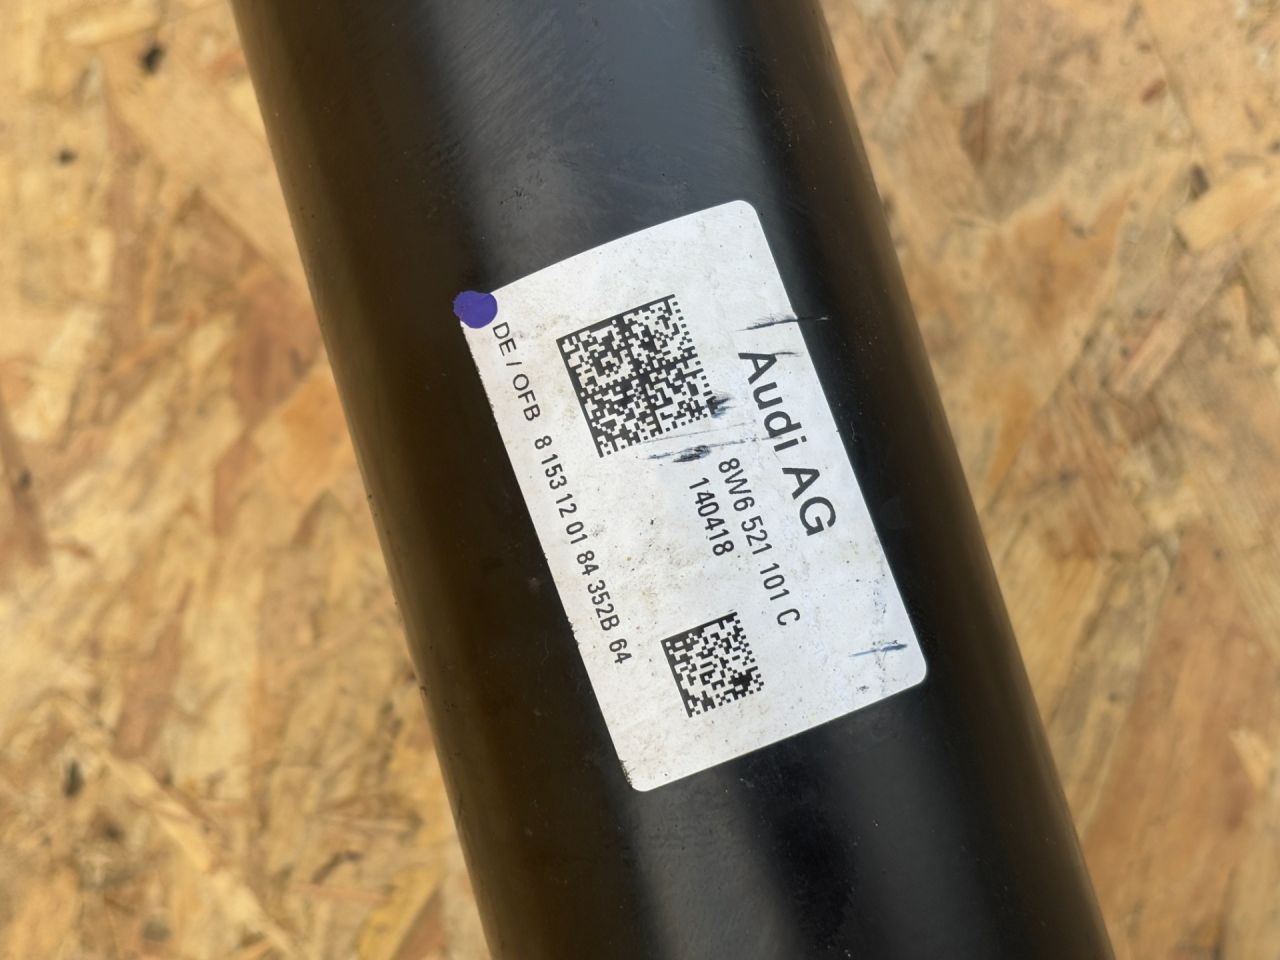 Audi AG
8W6 521 101 C
140418
DE / OFB 8 153 12 01 84 352B 64